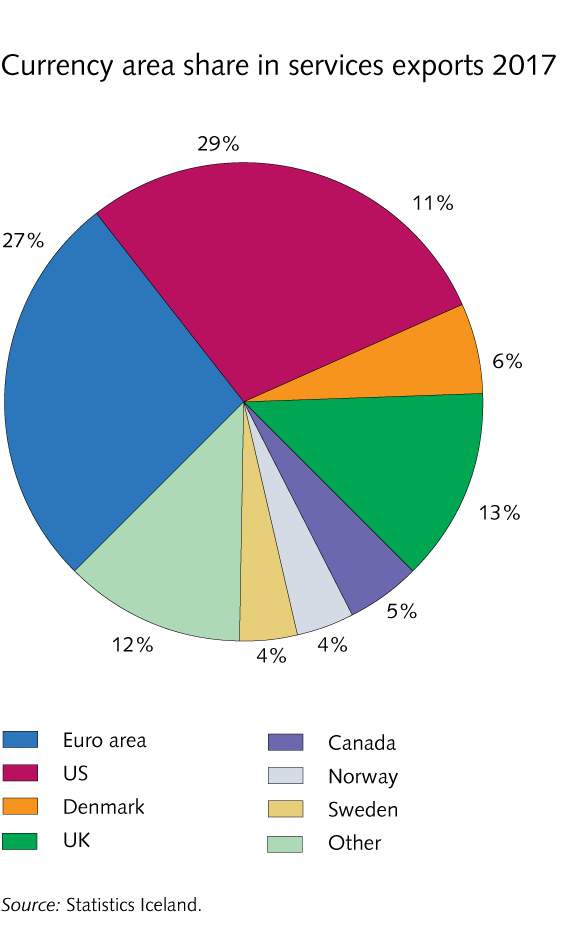 Currency area share in services exports 2017
29%
11%
27%
6%
13%
5%
4%
4%
12%
Euro area
US
Denmark
UK
Canada
Norway
Sweden
Other
Source: Statistics Iceland.